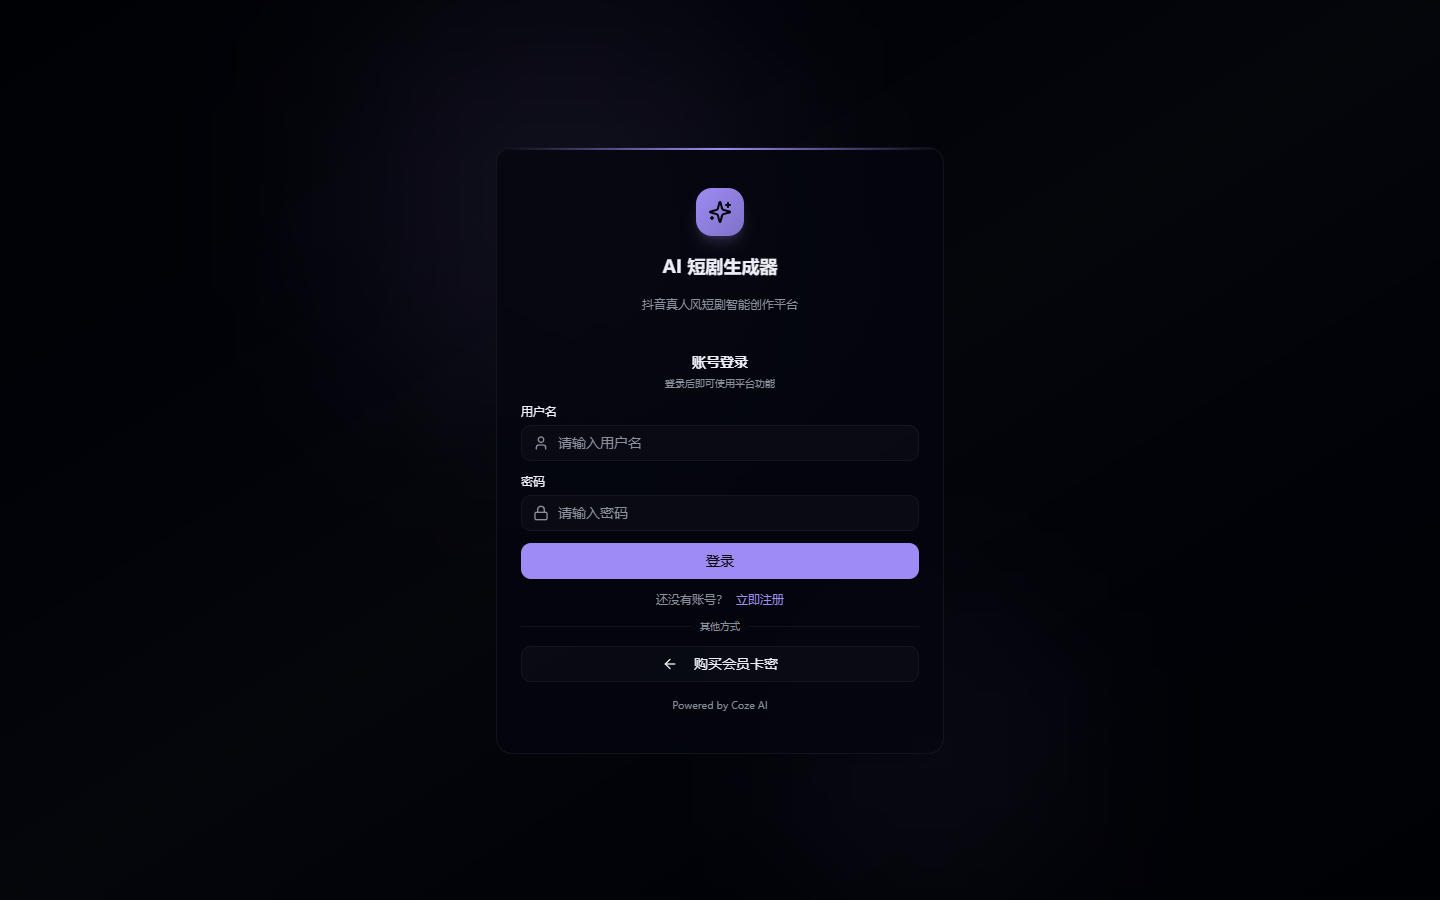 AI 短剧生成器
抖音真人风短剧智能创作平台
账号登录
登录后即可使用平台功能
用户名
请输入用户名
密码
请输入密码
登录
还没有账号? 立即注册
其他方式
购买会员卡密
Powered by Coze AI